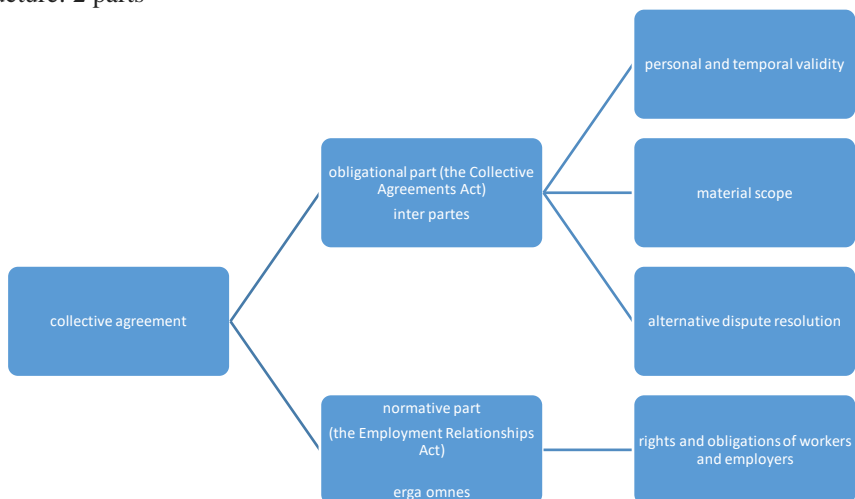 2 parts
personal and temporal validity
obligational part (the Collective
Agreements Act)
inter partes
material scope
collective agreement
alternative dispute resolution
normative part
(the Employment Relationships
Act)
erga omnes
rights and obligations of workers
and employers